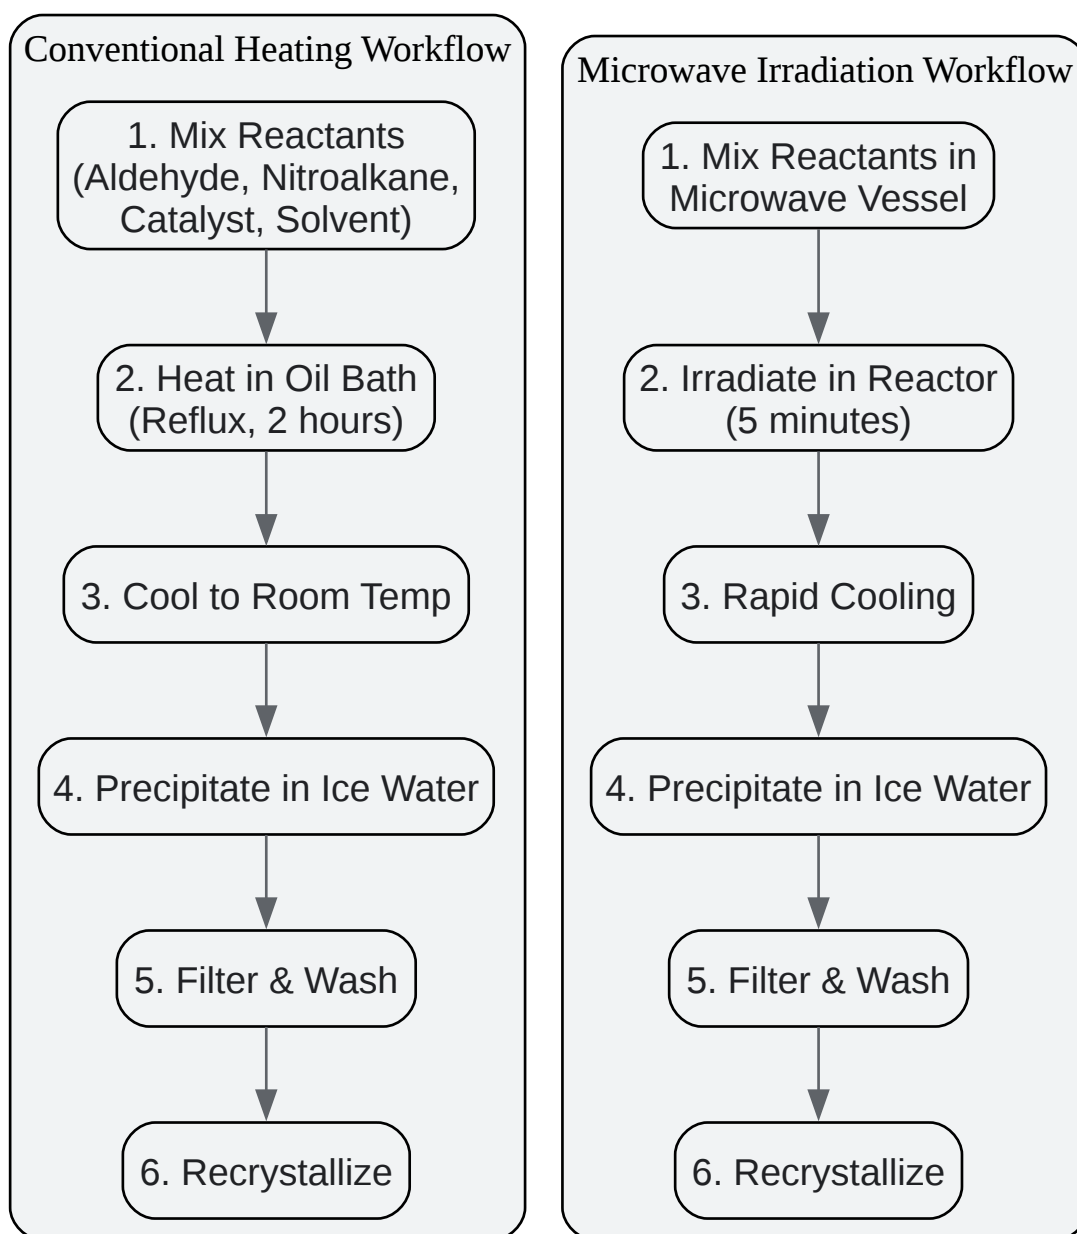 Conventional Heating Workflow
1. Mix Reactants
(Aldehyde, Nitroalkane,
Catalyst, Solvent)
2. Heat in Oil Bath
(Reflux, 2 hours)
3. Cool to Room Temp
4. Precipitate in Ice Water
5. Filter & Wash
6. Recrystallize
Microwave Irradiation Workflow
1. Mix Reactants in
Microwave Vessel
2. Irradiate in Reactor
(5 minutes)
3. Rapid Cooling
4. Precipitate in Ice Water
5. Filter & Wash
6. Recrystallize